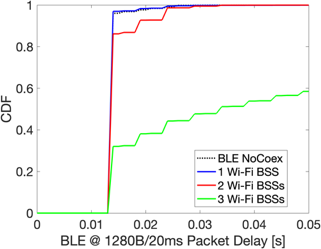 1
0.8
0.6
0.4
0.2
0
CDF
0 0.01 0.02 0.03 0.04 0.05
BLE @ 1280B/20ms Packet Delay [s]
BLE NoCoex
1 Wi-Fi BSS
2 Wi-Fi BSSs
3 Wi-Fi BSSs